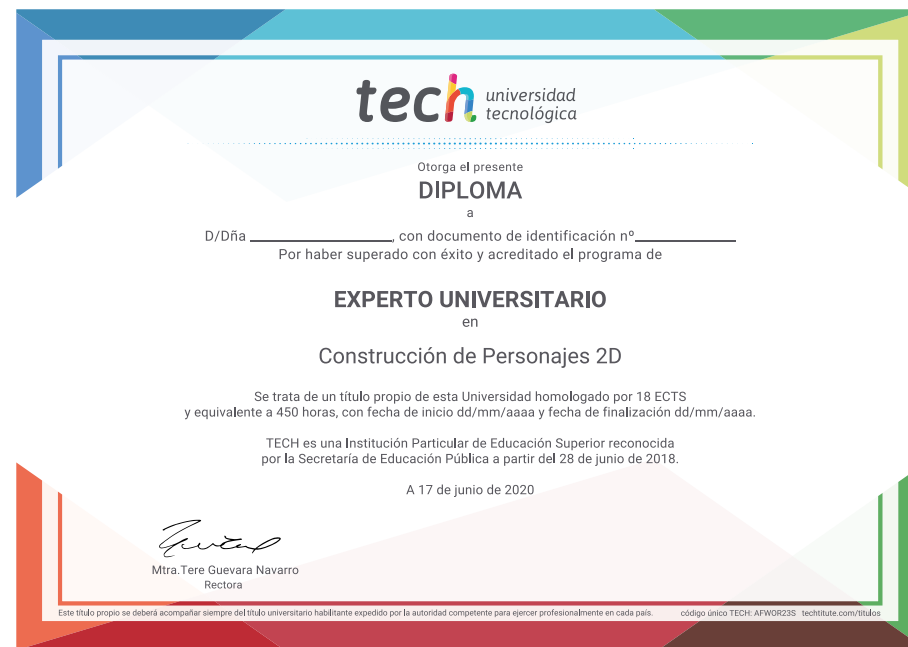 tech universidad
tecnológica
Otorga el presente
DIPLOMA
a
D/Dña ____________________, con documento de identificación nº______________
Por haber superado con éxito y acreditado el programa de
EXPERTO UNIVERSITARIO
en
Construcción de Personajes 2D
Se trata de un título propio de esta Universidad homologado por 18 ECTS
y equivalente a 450 horas, con fecha de inicio dd/mm/aaaa y fecha de finalización dd/mm/aaaa.
TECH es una Institución Particular de Educación Superior reconocida
por la Secretaría de Educación Pública a partir del 28 de junio de 2018.
A 17 de junio de 2020
Mtra.Tere Guevara Navarro
Rectora
Este título propio se deberá acompañar siempre del título universitario habilitante expedido por la autoridad competente para ejercer profesionalmente en cada país. código único TECH: AFWOR23S techtitute.com/titulos